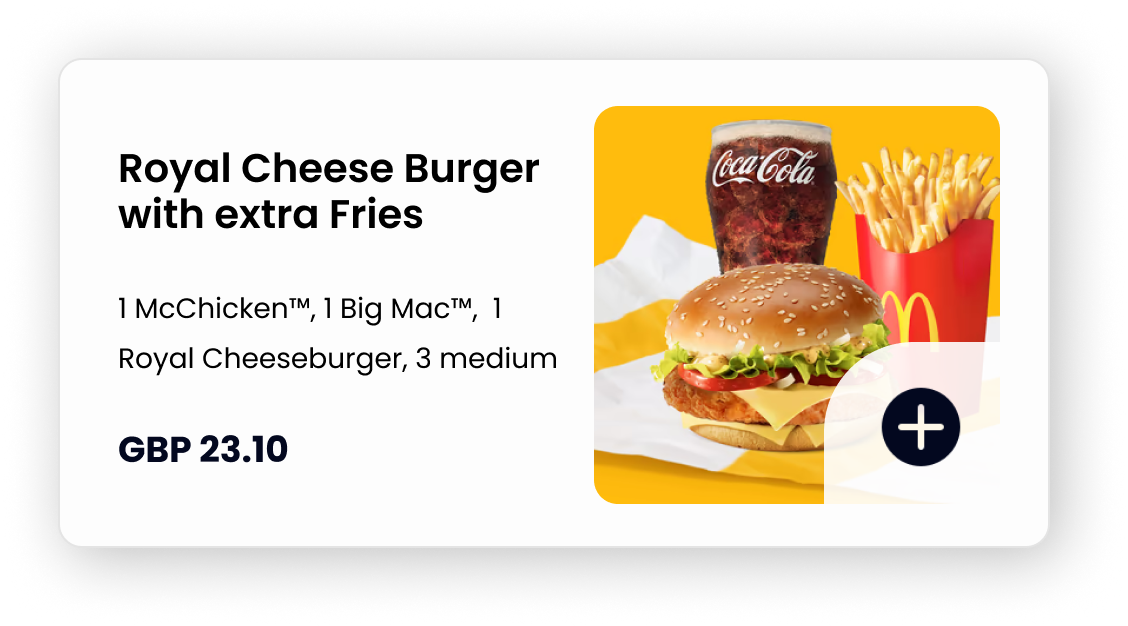 Royal Cheese Burger
with extra Fries
1 McChicken™, 1 Big Mac™, 1
Royal Cheeseburger, 3 medium
GBP 23.10
Coca-Cola